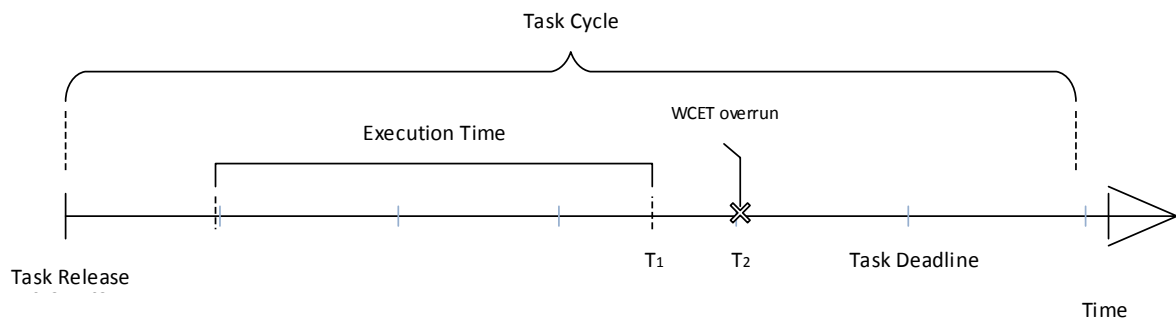 Task Cycle
WCET overrun
Execution Time
T1
T2
Task Deadline
Task Release
Time